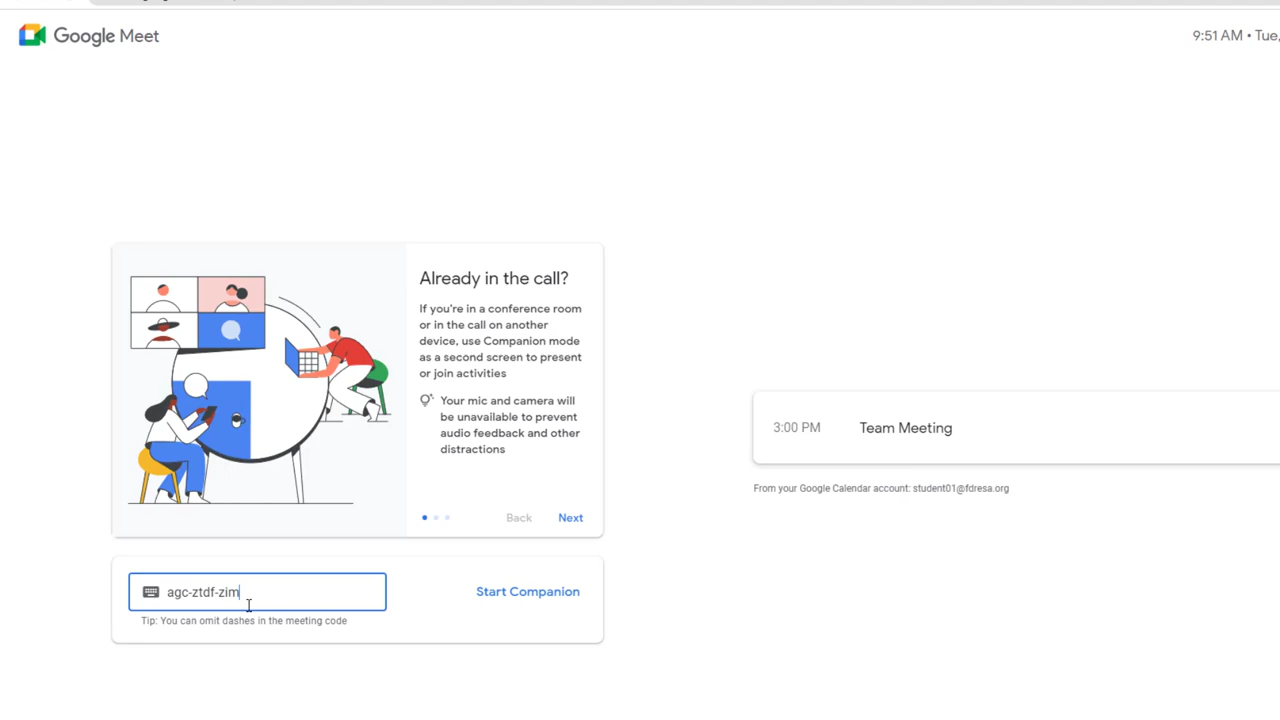 Google Meet
9:51 AM • Tue,
Already in the call?
If you're in a conference room
or in the call on another
device, use Companion mode
as a second screen to present
or join activities
Your mic and camera will
be unavailable to prevent
audio feedback and other
distractions
Back
Next
agc-ztdf-zim
Start Companion
Tip: You can omit dashes in the meeting code
3:00 PM
Team Meeting
From your Google Calendar account: student01@fdresa.org